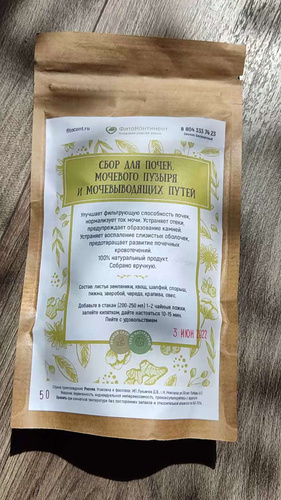 fitocont.ru
ФитоКонтинент
8 804 333 74 23
СБОР ДЛЯ ПОЧЕК,
МОЧЕВОГО ПУЗЫРЯ
И МОЧЕВЫВОДЯЩИХ ПУТЕЙ
Улучшает фильтрующую способность почек,
нормализует ток мочи. Устраняет отеки,
предупреждает образование камней.
Устраняет воспаление слизистых оболочек,
предотвращает развитие почечных
кровотечений.
100% натуральный продукт.
Собрано вручную.
Состав: листья земляники, хвощ, шалфей, спорыш,
пижма, зверобой, череда, крапива, овес.
Добавьте в стакан (200-250 мл) 1-2 чайные ложки,
залейте кипятком, дайте настояться 10-15 мин.
Пейте с удовольствием
3 ИЮН 2022
50